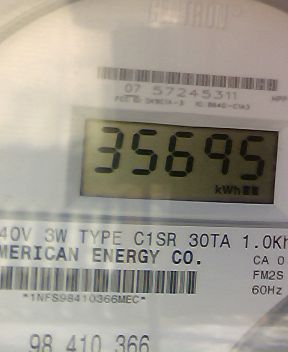 07 57245311
35695
kWh
40V 3W TYPE C1SR 30TA 1.0Kh
MERICAN ENERGY CO.
CA 0
FM2S
60Hz
*1NFS98410366MEC*
98 410 366